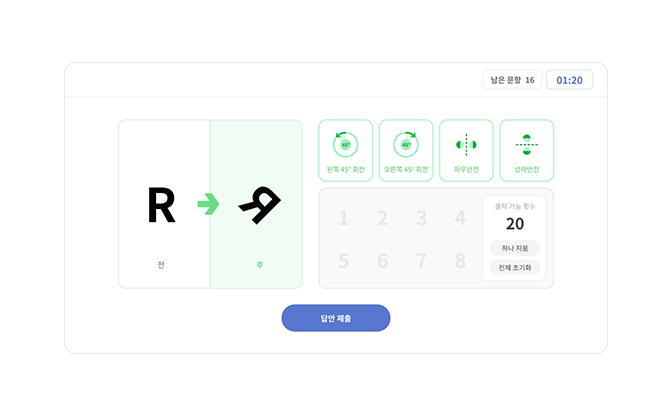 남은 문항 16
01:20
45°
45°
왼쪽 45° 회전
오른쪽 45° 회전
좌우반전
상하반전
R
R
전
후
1 2 3 4
5 6 7 8
클릭 가능 횟수
20
하나 지움
전체 초기화
답안 제출